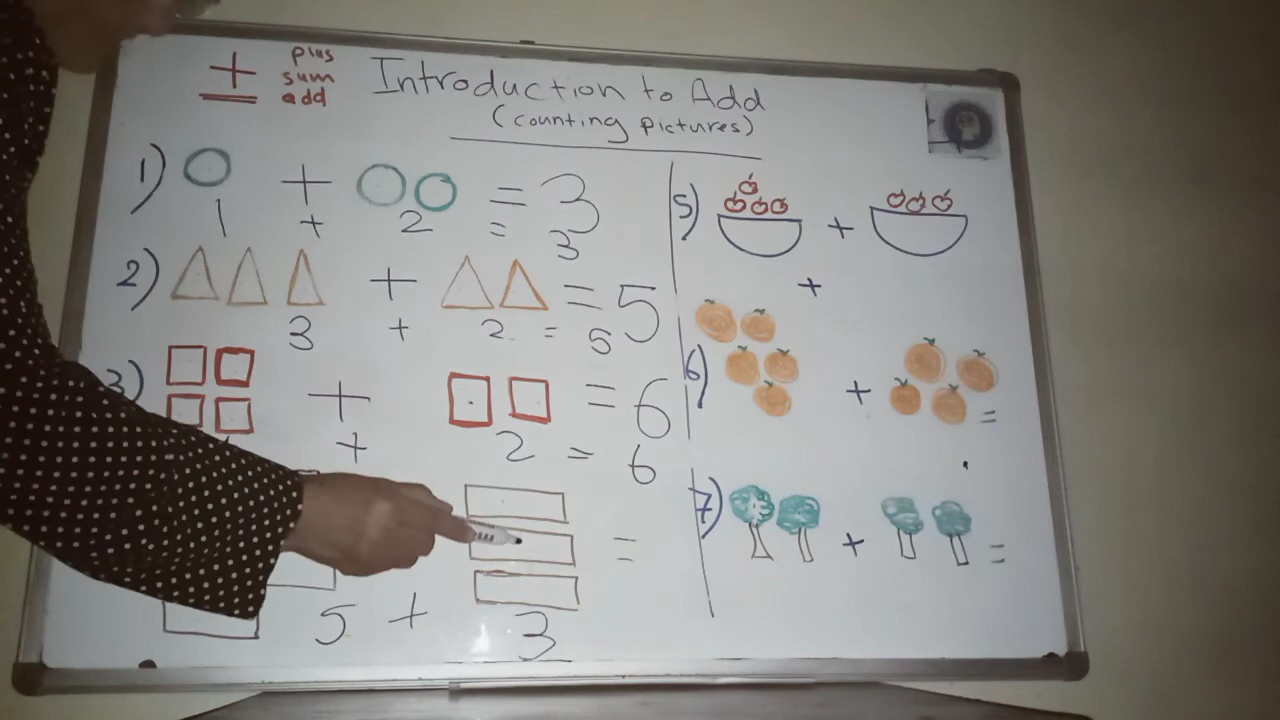 + plus
sum
add
Introduction to Add
(counting pictures)
1) + = 3
1 + 2 = 3
2) + = 5
3 + 2 = 5
3) + = 6
+ 2 = 6
=
5 + 3
5) +
+
6) + =
7) + =